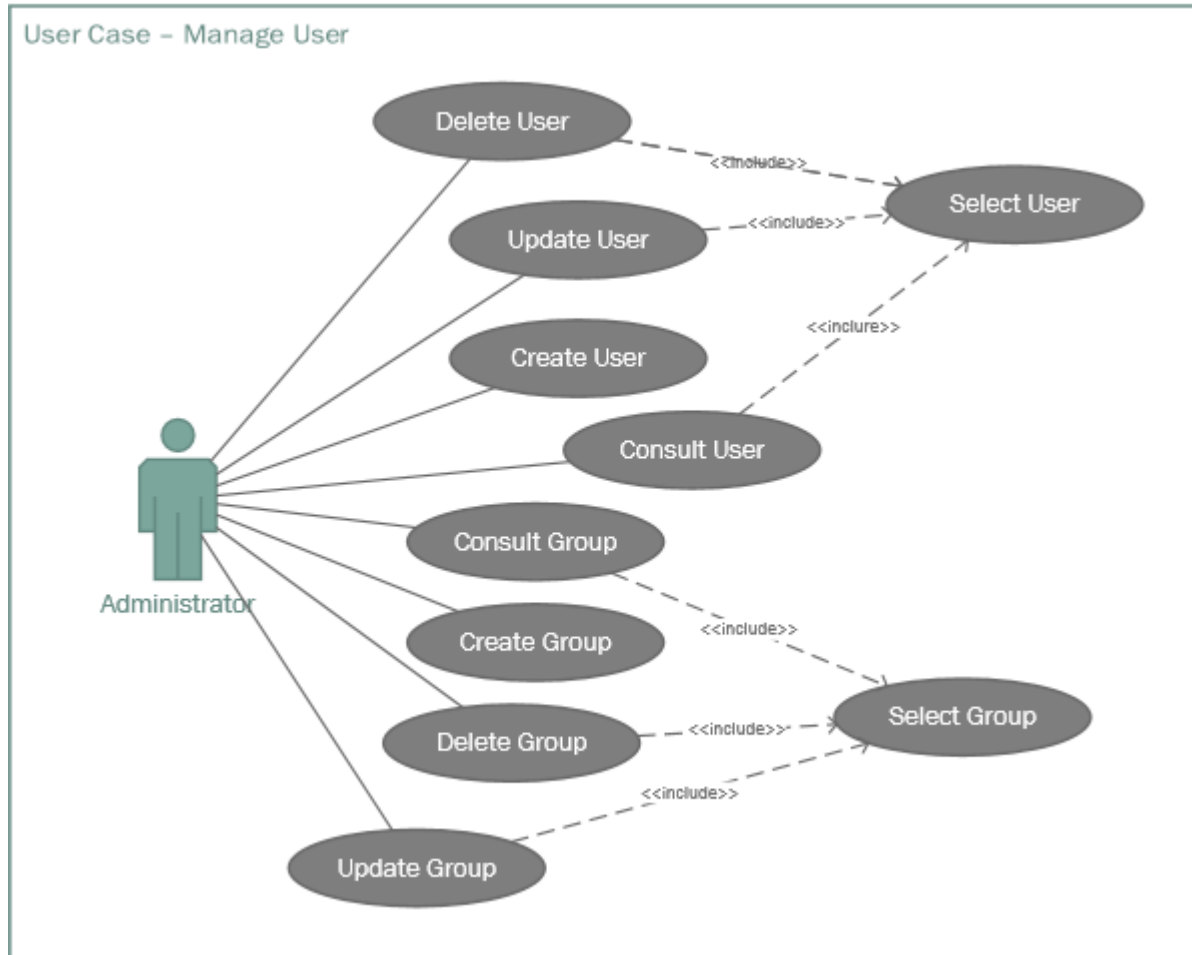 User Case – Manage User
Delete User
<<include>>
Select User
Update User
<<include>>
Create User
<<inclure>>
Consult User
Consult Group
Administrator
<<include>>
Create Group
Select Group
Delete Group
<<include>>
<<include>>
Update Group